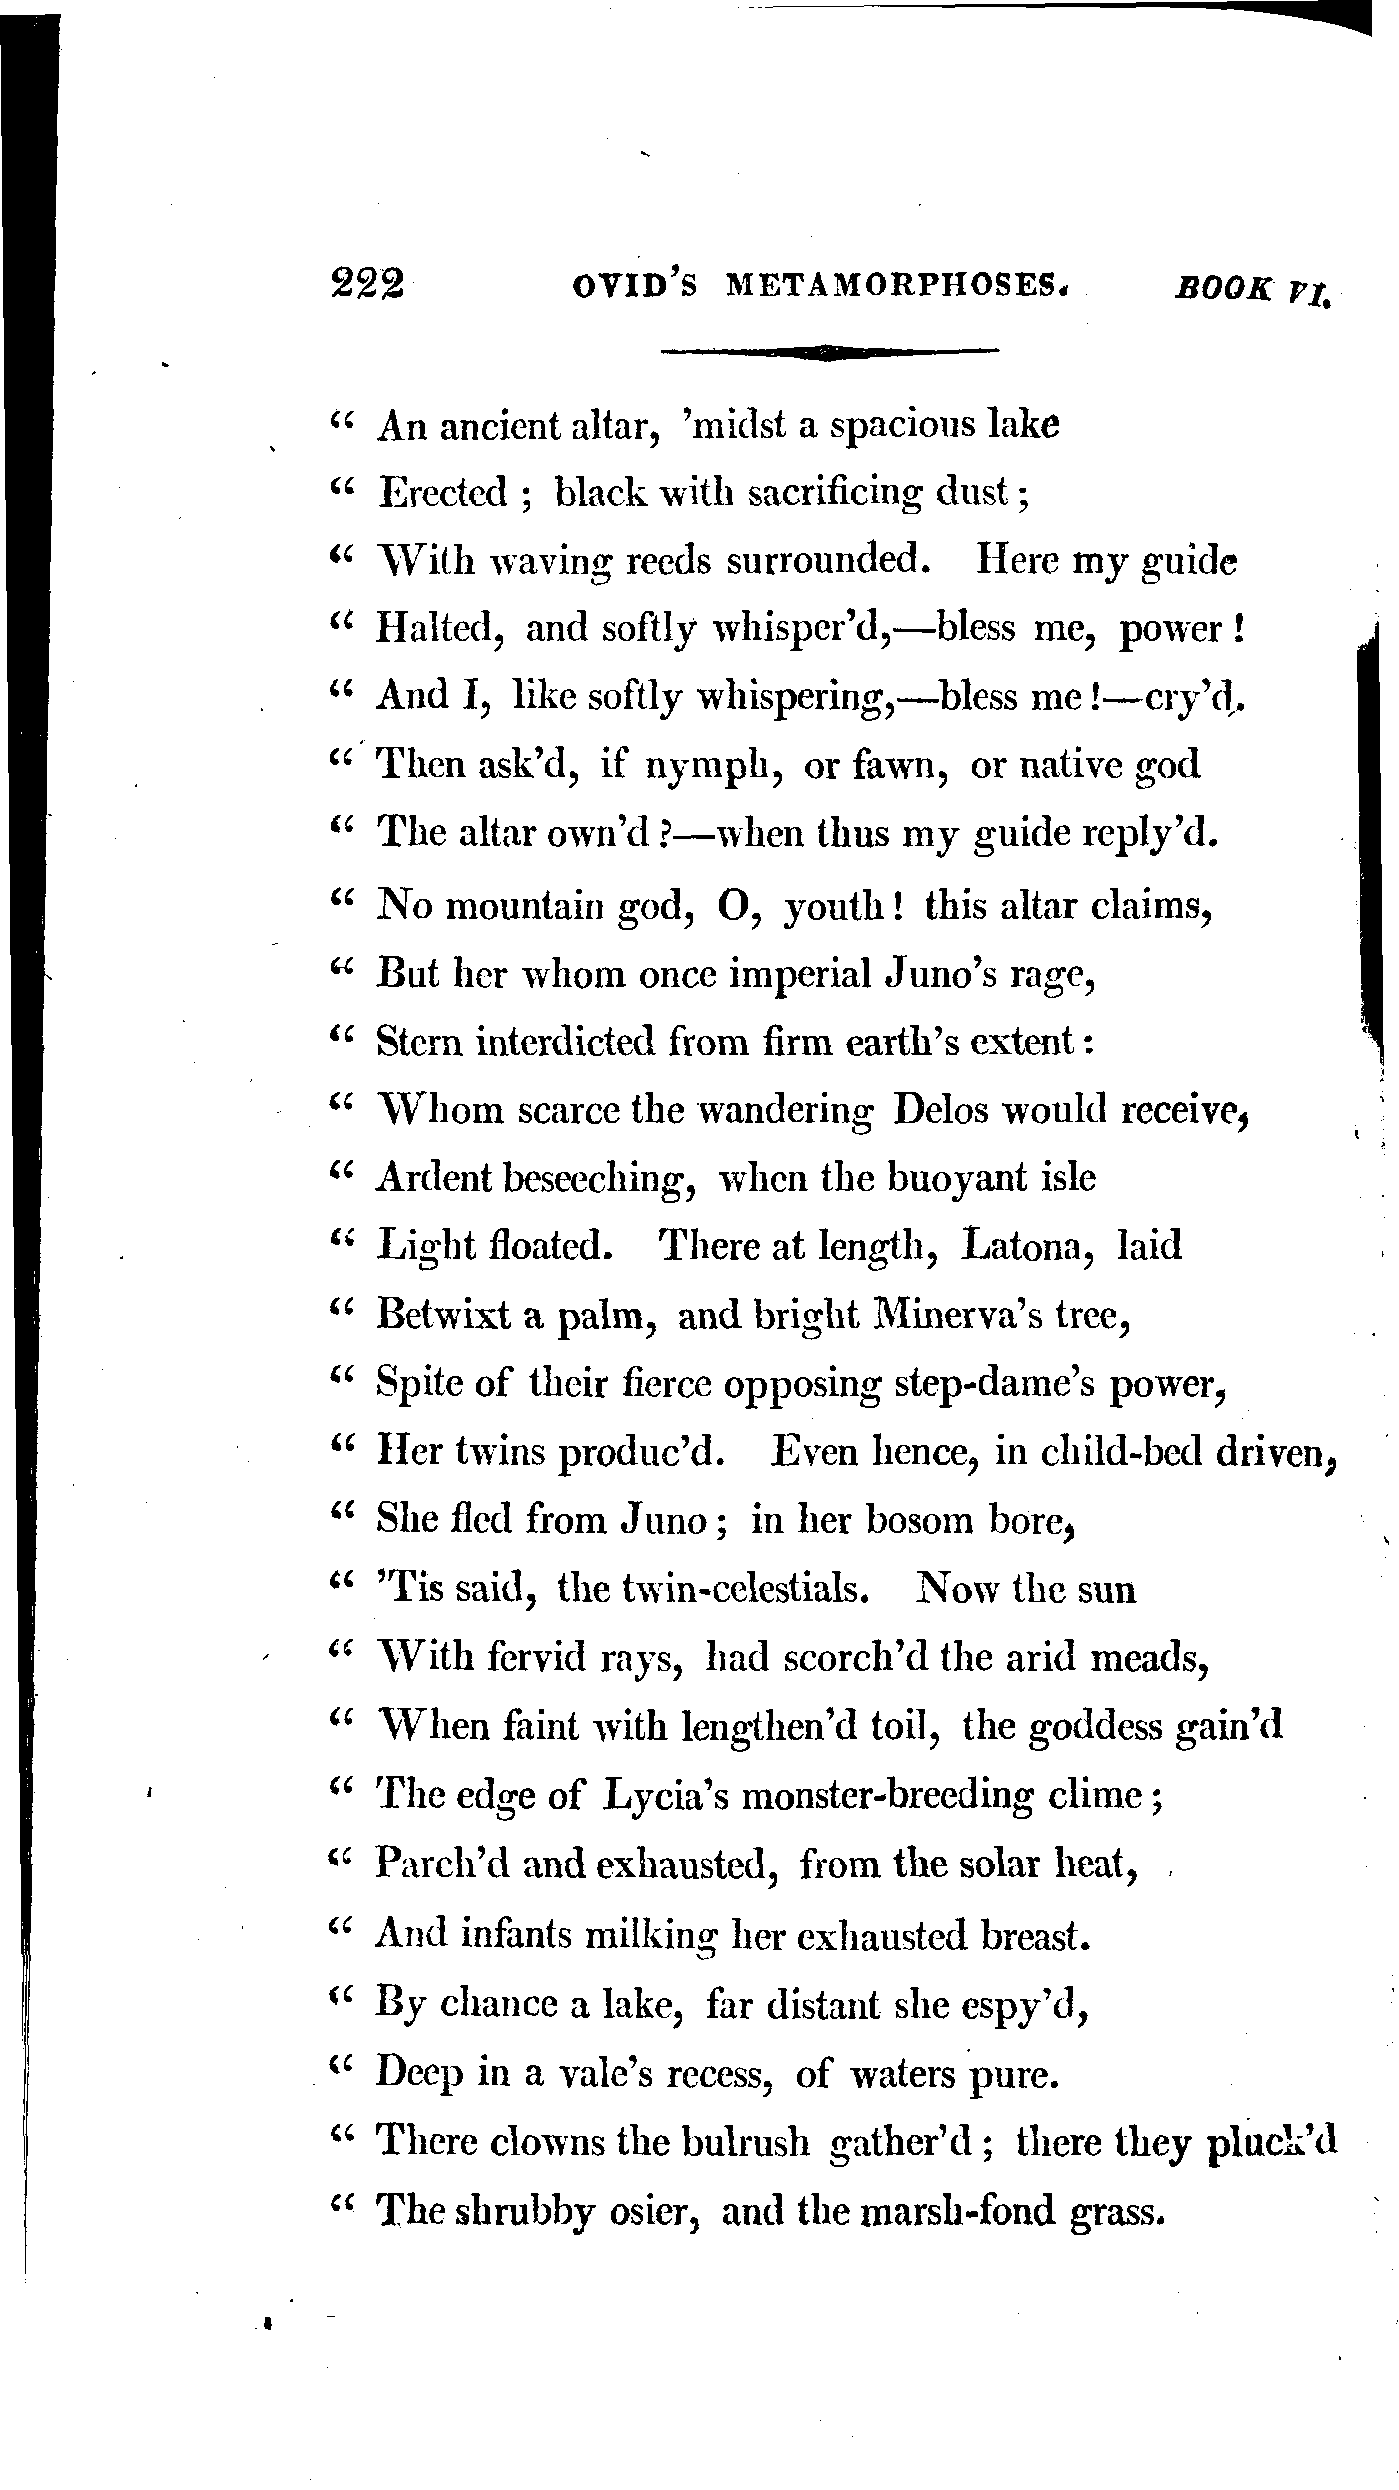 222 OVID'S METAMORPHOSES. BOOK VI.
“ An ancient altar, 'midst a spacious lake
“ Erected ; black with sacrificing dust ;
“ With waving reeds surrounded. Here my guide
“ Halted, and softly whisper'd,—bless me, power !
“ And I, like softly whispering,—bless me !—cry'd.
“ Then ask'd, if nymph, or fawn, or native god
“ The altar own'd ?—when thus my guide reply'd.
“ No mountain god, O, youth ! this altar claims,
“ But her whom once imperial Juno's rage,
“ Stern interdicted from firm earth's extent :
“ Whom scarce the wandering Delos would receive,
“ Ardent beseeching, when the buoyant isle
“ Light floated. There at length, Latona, laid
“ Betwixt a palm, and bright Minerva's tree,
“ Spite of their fierce opposing step-dame's power,
“ Her twins produc'd. Even hence, in child-bed driven,
“ She fled from Juno ; in her bosom bore,
“ 'Tis said, the twin-celestials. Now the sun
“ With fervid rays, had scorch'd the arid meads,
“ When faint with lengthen'd toil, the goddess gain'd
“ The edge of Lycia's monster-breeding clime ;
“ Parch'd and exhausted, from the solar heat,
“ And infants milking her exhausted breast.
“ By chance a lake, far distant she espy'd,
“ Deep in a vale's recess, of waters pure.
“ There clowns the bulrush gather'd ; there they pluck'd
“ The shrubby osier, and the marsh-fond grass.